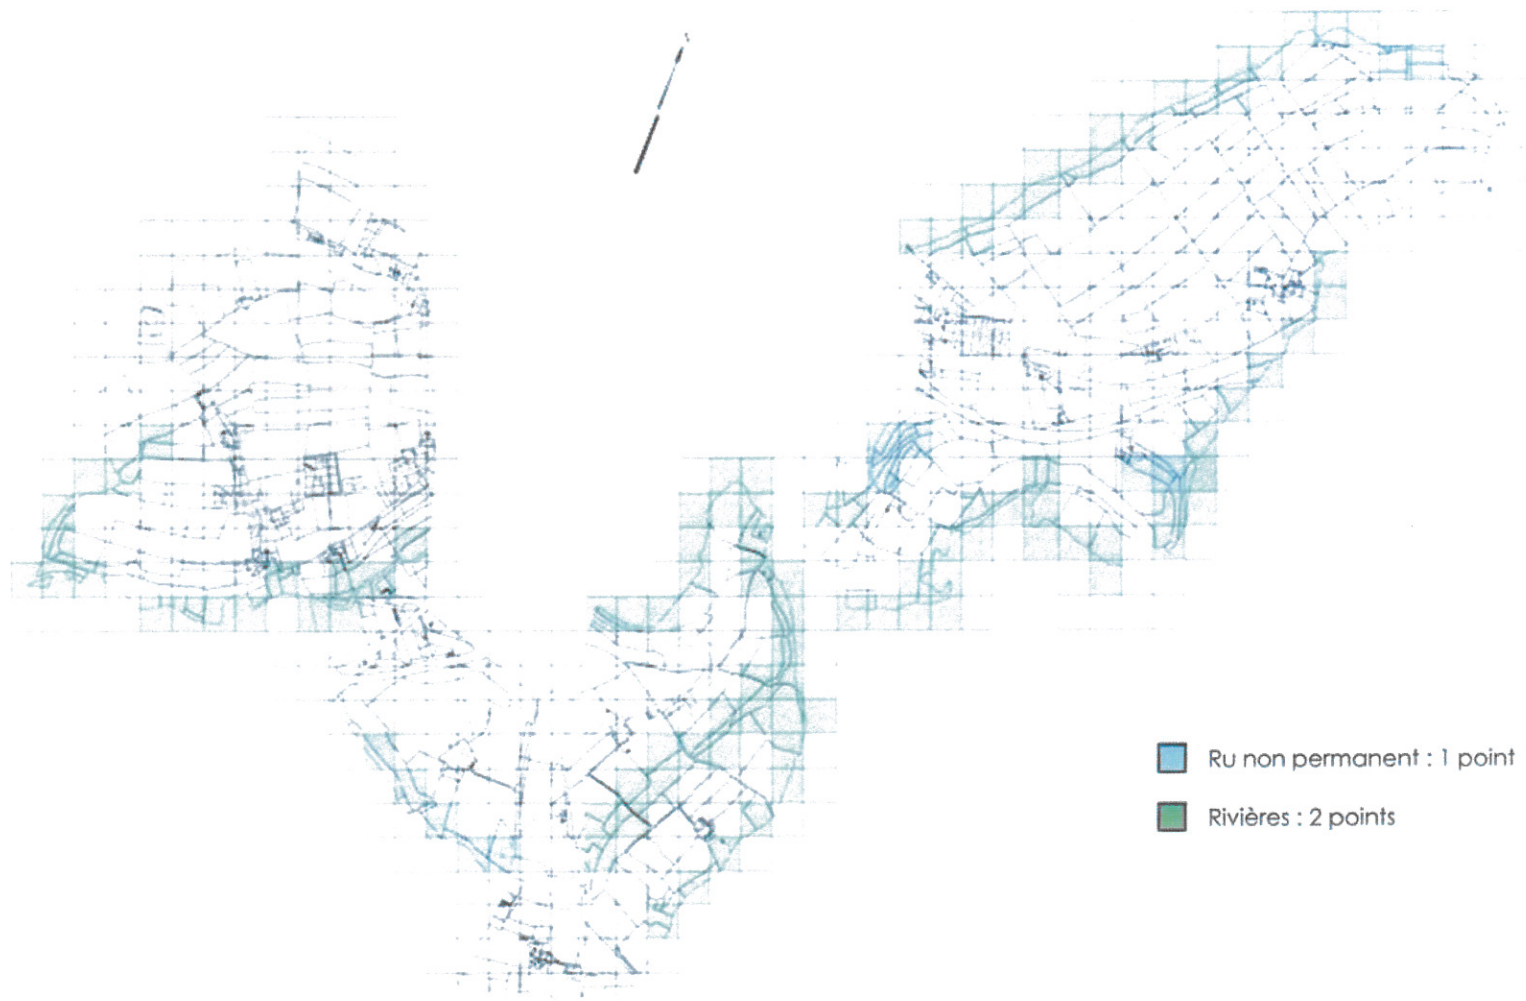 Ru non permanent : 1 point
Rivières : 2 points